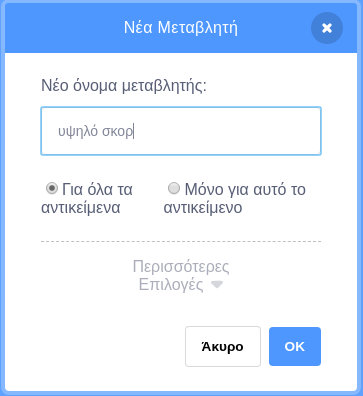 Νέα Μεταβλητή
Νέο όνομα μεταβλητής:
υψηλό σκορ
Για όλα τα
αντικείμενα
Μόνο για αυτό το
αντικείμενο
Περισσότερες
Επιλογές
Άκυρο
OK